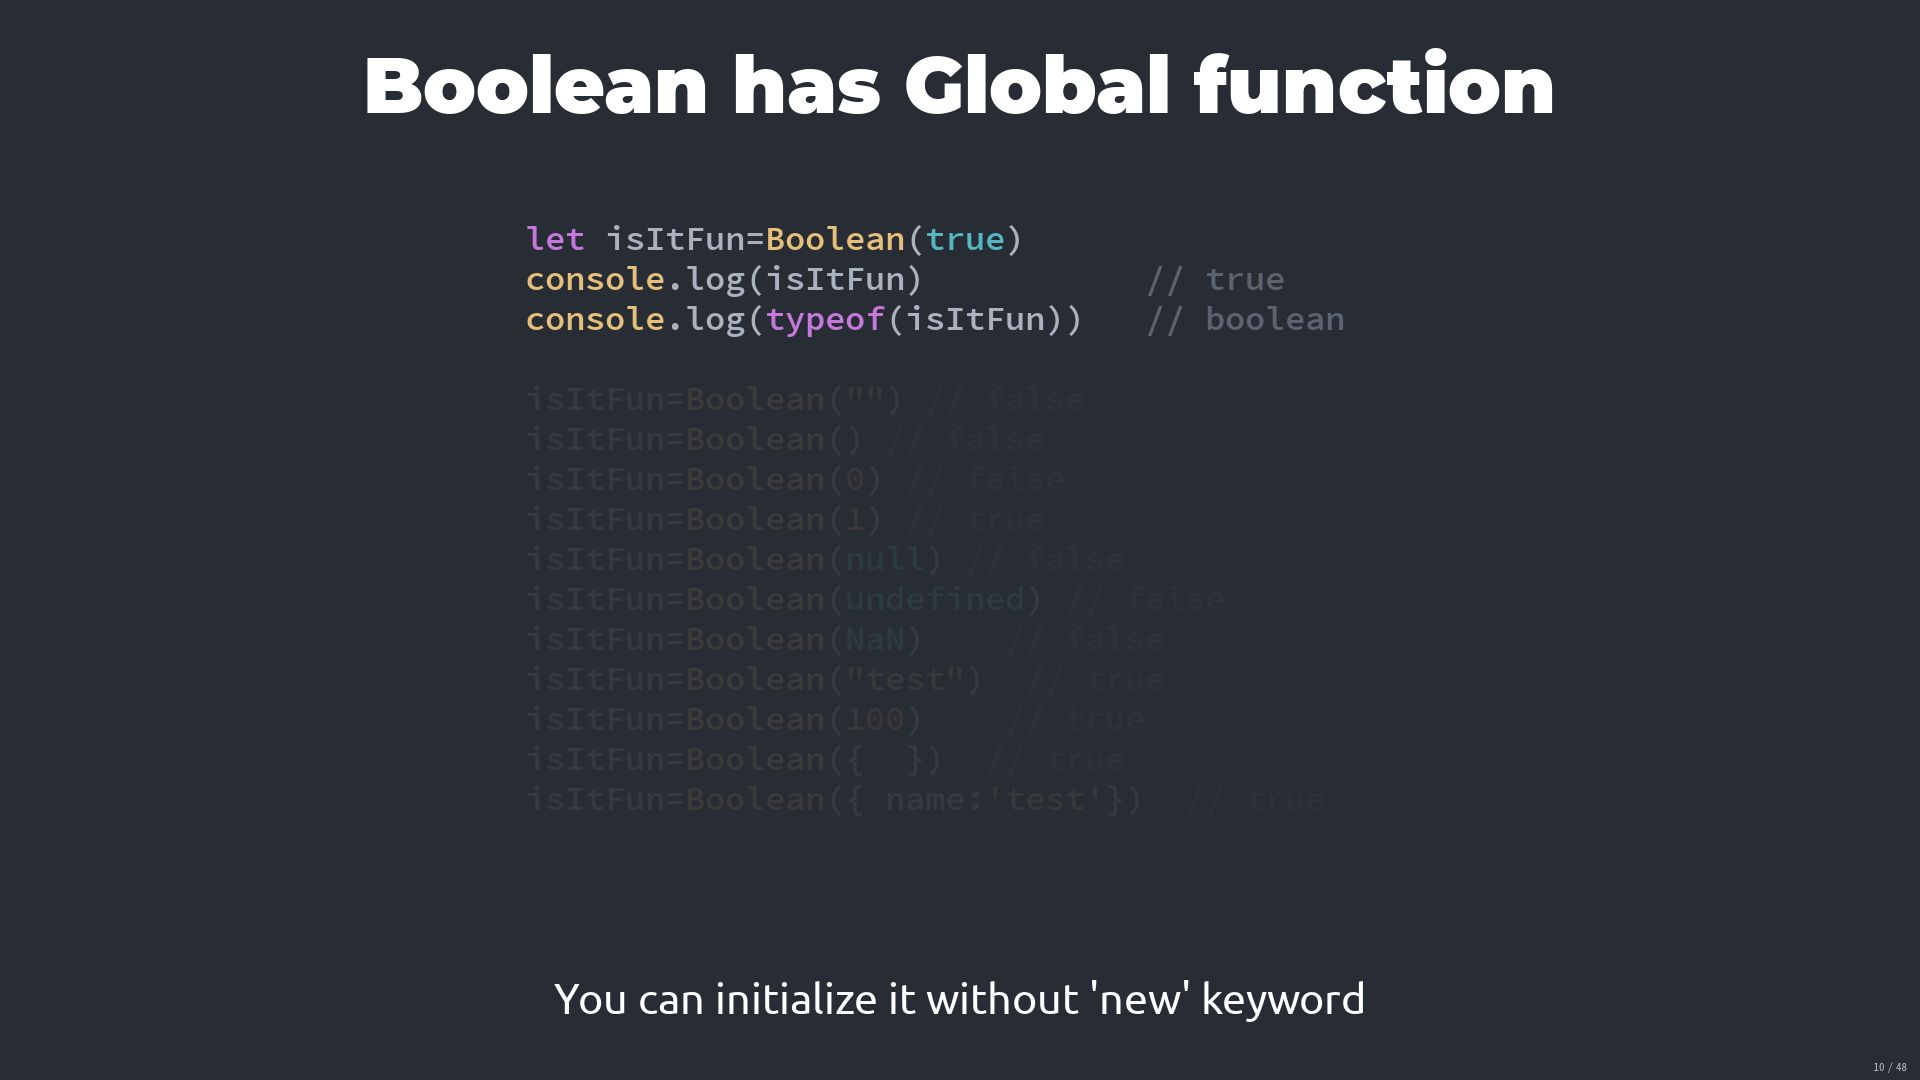 Boolean has Global function
let isItFun=Boolean(true)
console.log(isItFun)           // true
console.log(typeof(isItFun))   // boolean
isItFun=Boolean("") // false
isItFun=Boolean() // false
isItFun=Boolean(0) // false
isItFun=Boolean(1) // true
isItFun=Boolean(null) // false
isItFun=Boolean(undefined) // false
isItFun=Boolean(NaN)    // false
isItFun=Boolean("test")  // true
isItFun=Boolean(100)    // true
isItFun=Boolean({  })  // true
isItFun=Boolean({ name:'test'})  // true
You can initialize it without 'new' keyword
10 / 48